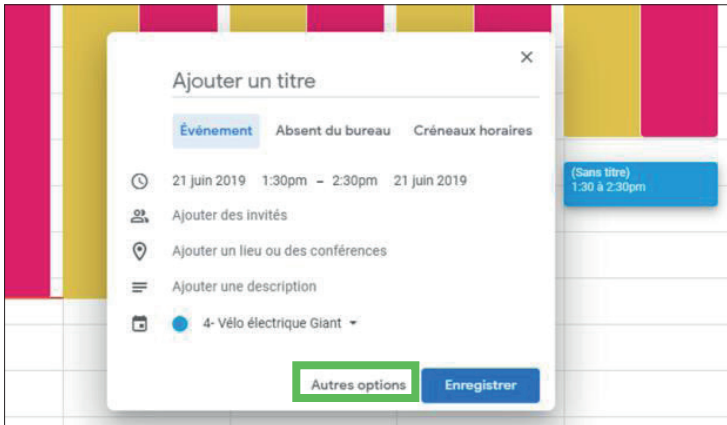 Ajouter un titre
Événement Absent du bureau Créneaux horaires
21 juin 2019 1:30pm – 2:30pm 21 juin 2019
Ajouter des invités
Ajouter un lieu ou des conférences
Ajouter une description
4- Vélo électrique Giant
Autres options Enregistrer
(Sans titre)
1:30 à 2:30pm